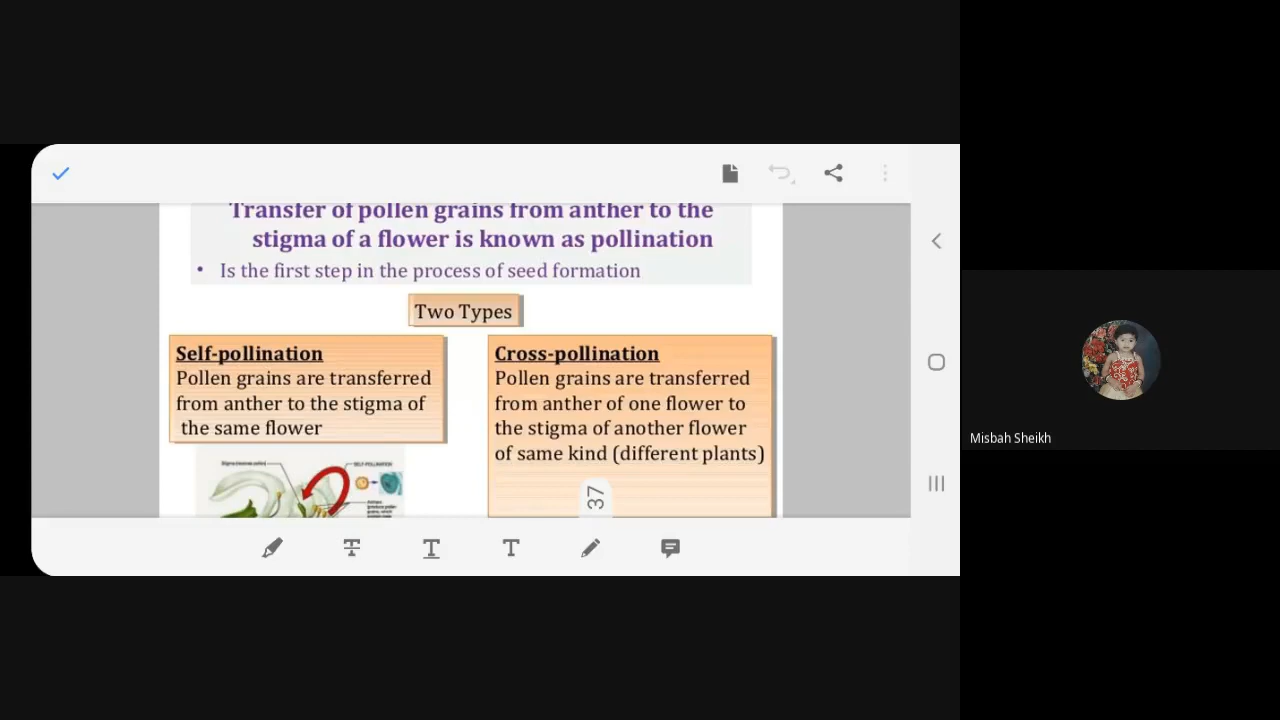 Transfer of pollen grains from anther to the
stigma of a flower is known as pollination
• Is the first step in the process of seed formation
Two Types
Self-pollination
Pollen grains are transferred
from anther to the stigma of
the same flower
Cross-pollination
Pollen grains are transferred
from anther of one flower to
the stigma of another flower
of same kind (different plants)
SELF-POLLINATION
37
Misbah Sheikh